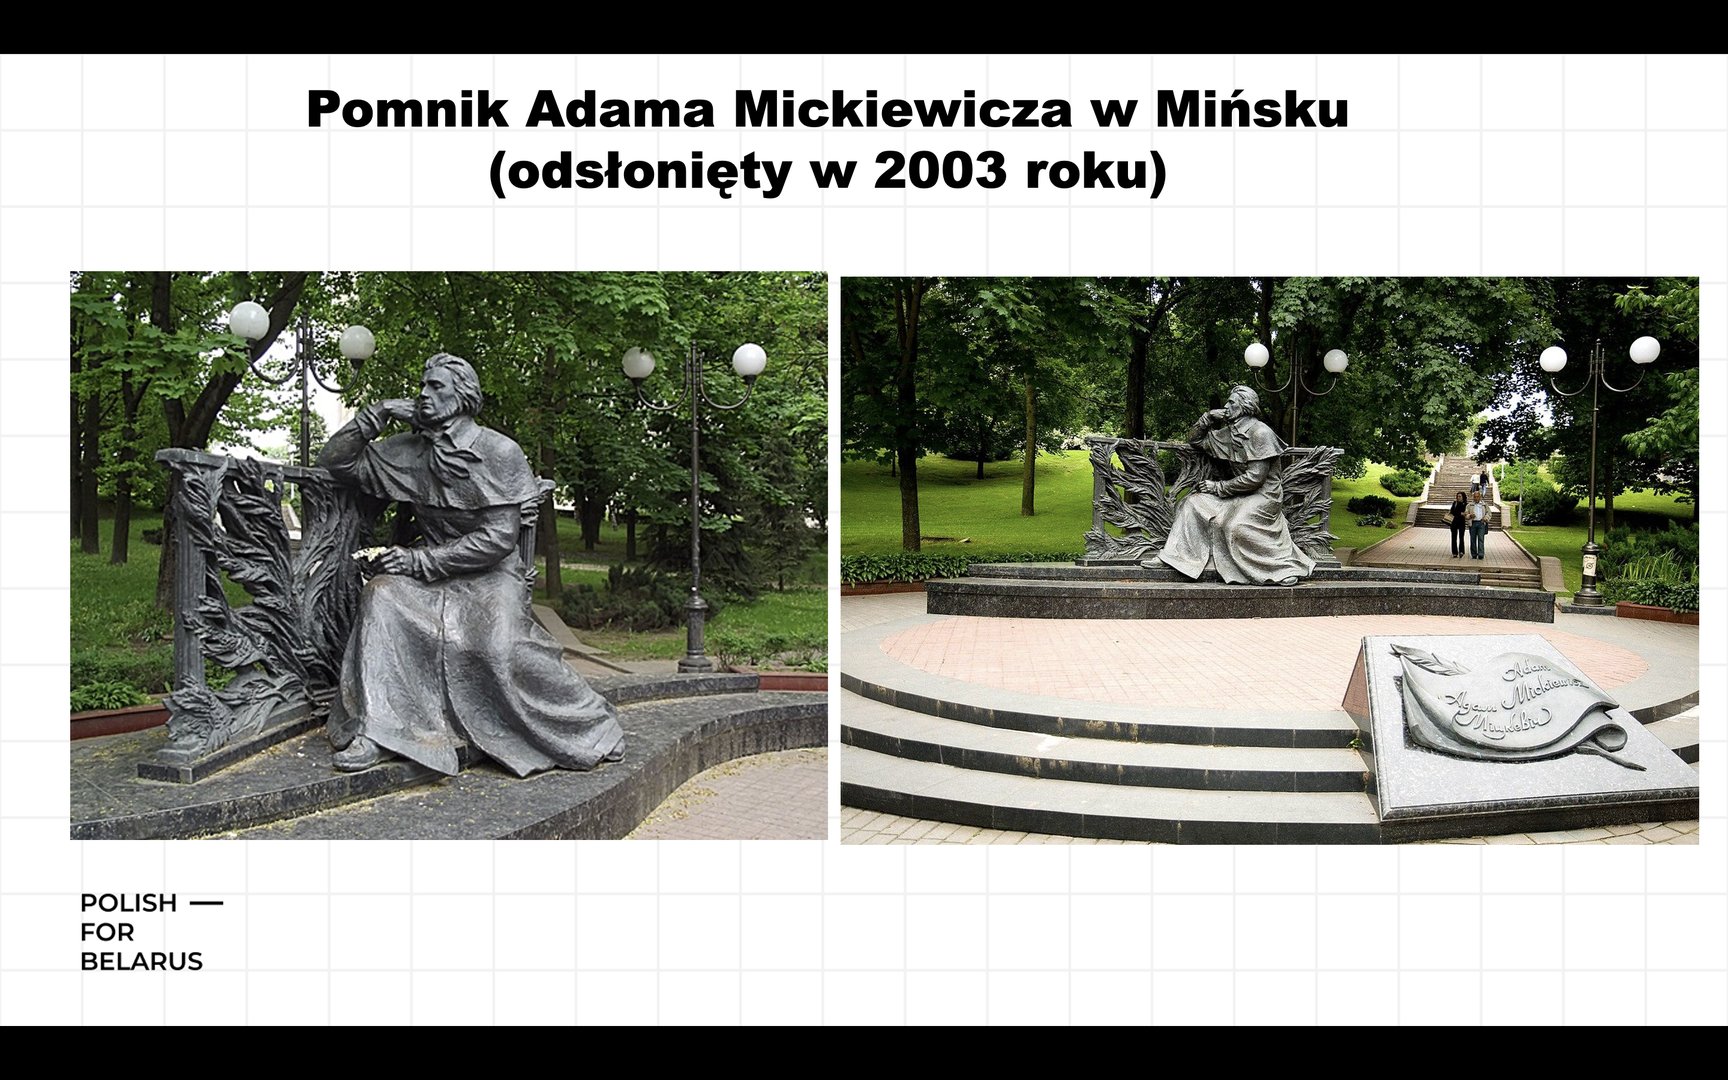 Pomnik Adama Mickiewicza w Mińsku
(odsłonięty w 2003 roku)
Adam
Mickiewicz
Адам
Міцкевіч
POLISH —
FOR
BELARUS